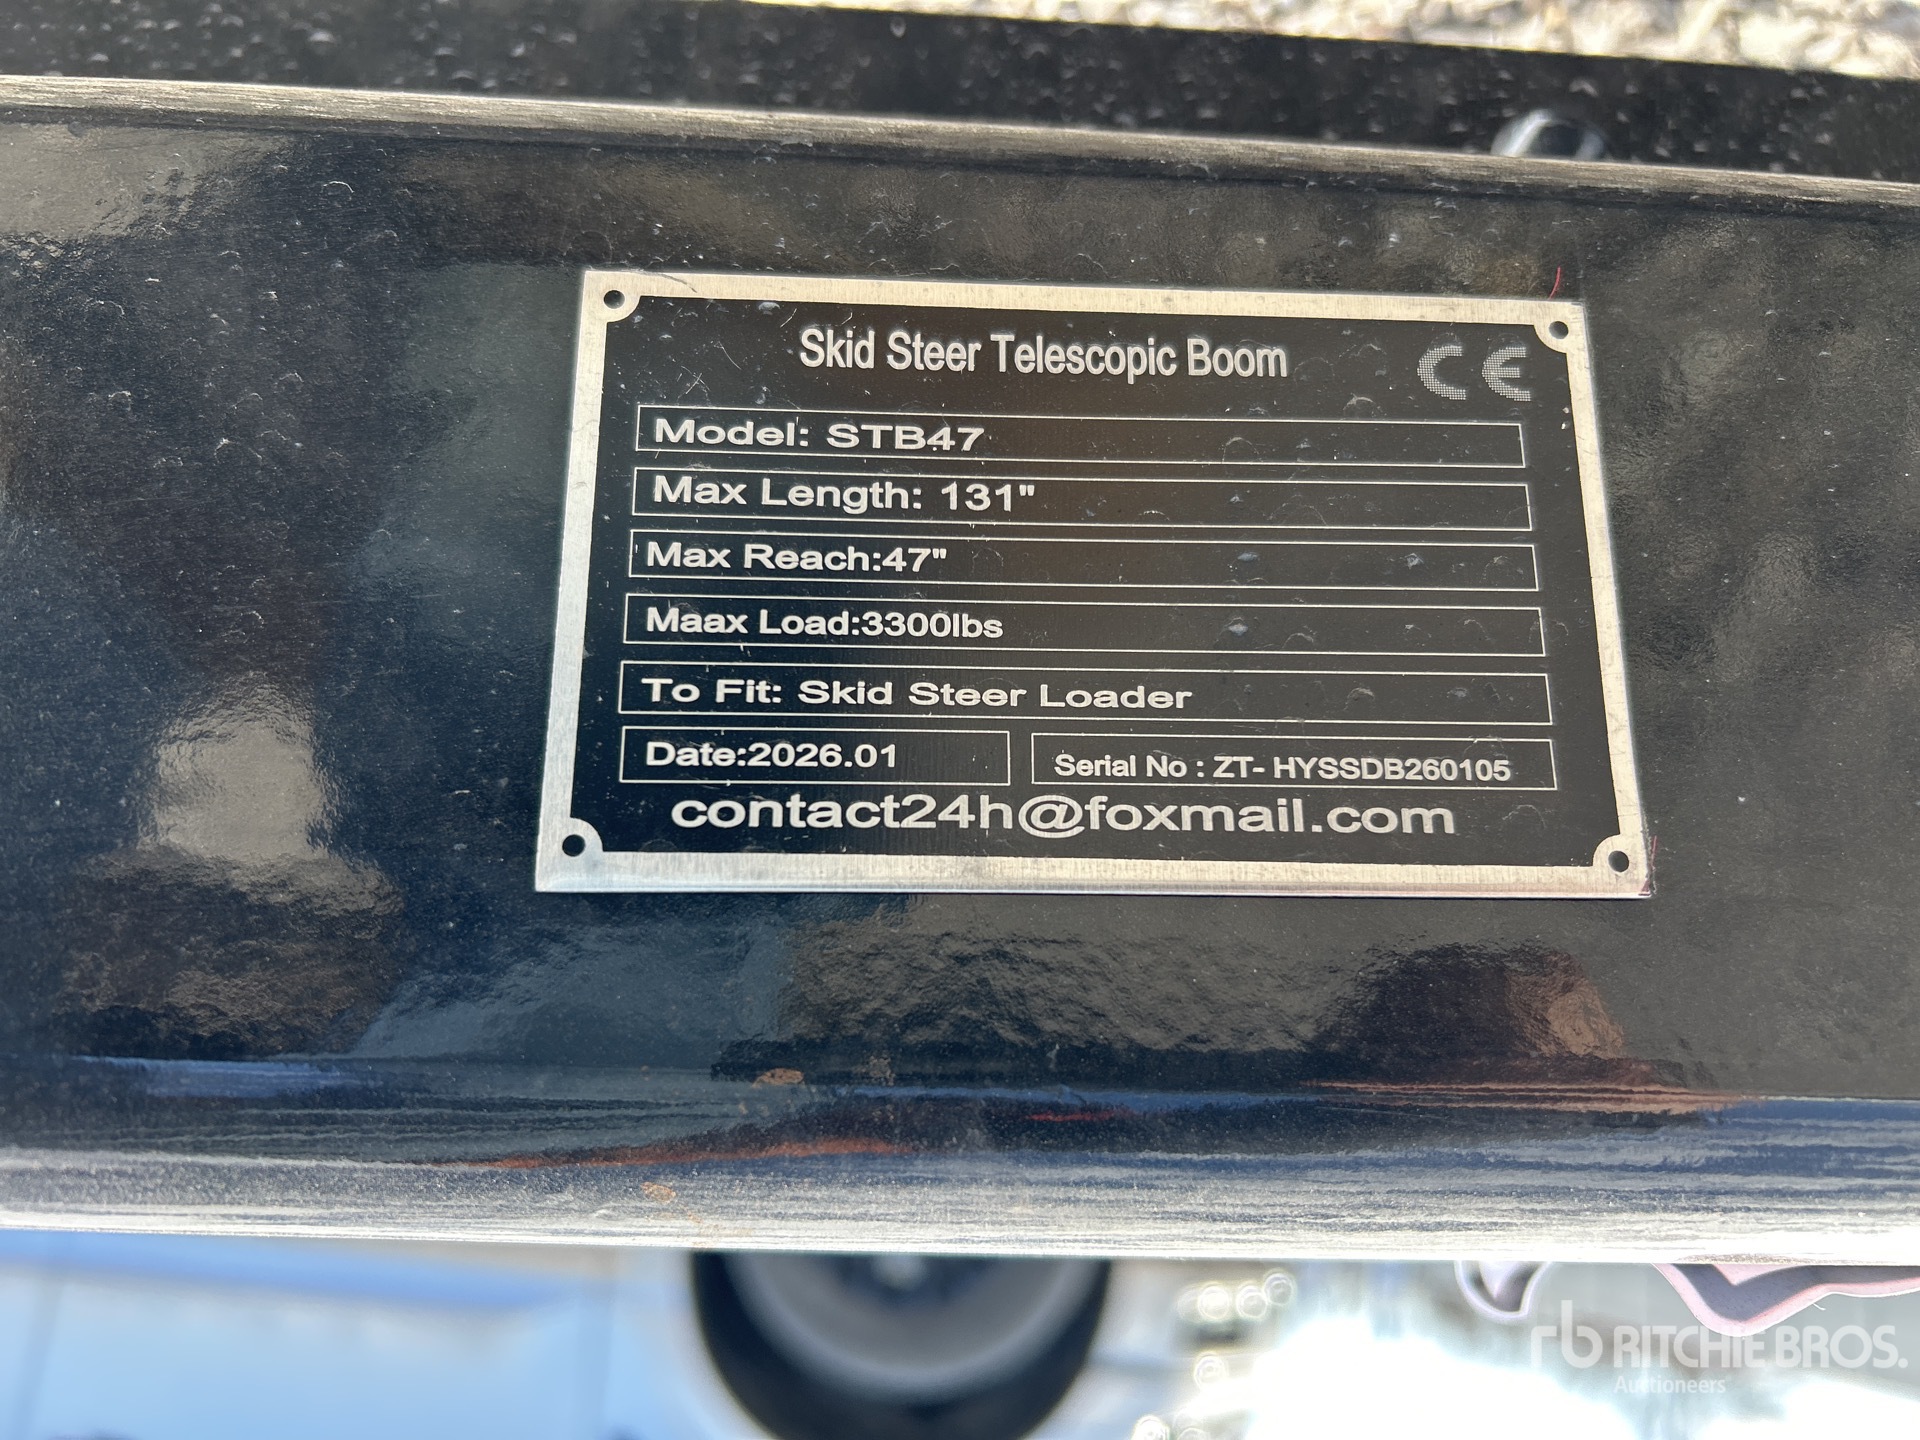 Skid Steer Telescopic Boom
CE
Model: STB47
Max Length: 131"
Max Reach:47"
Maax Load:3300lbs
To Fit: Skid Steer Loader
Date:2026.01
Serial No : ZT- HYSSDB260105
contact24h@foxmail.com
rb RITCHIE BROS.
Auctioneers